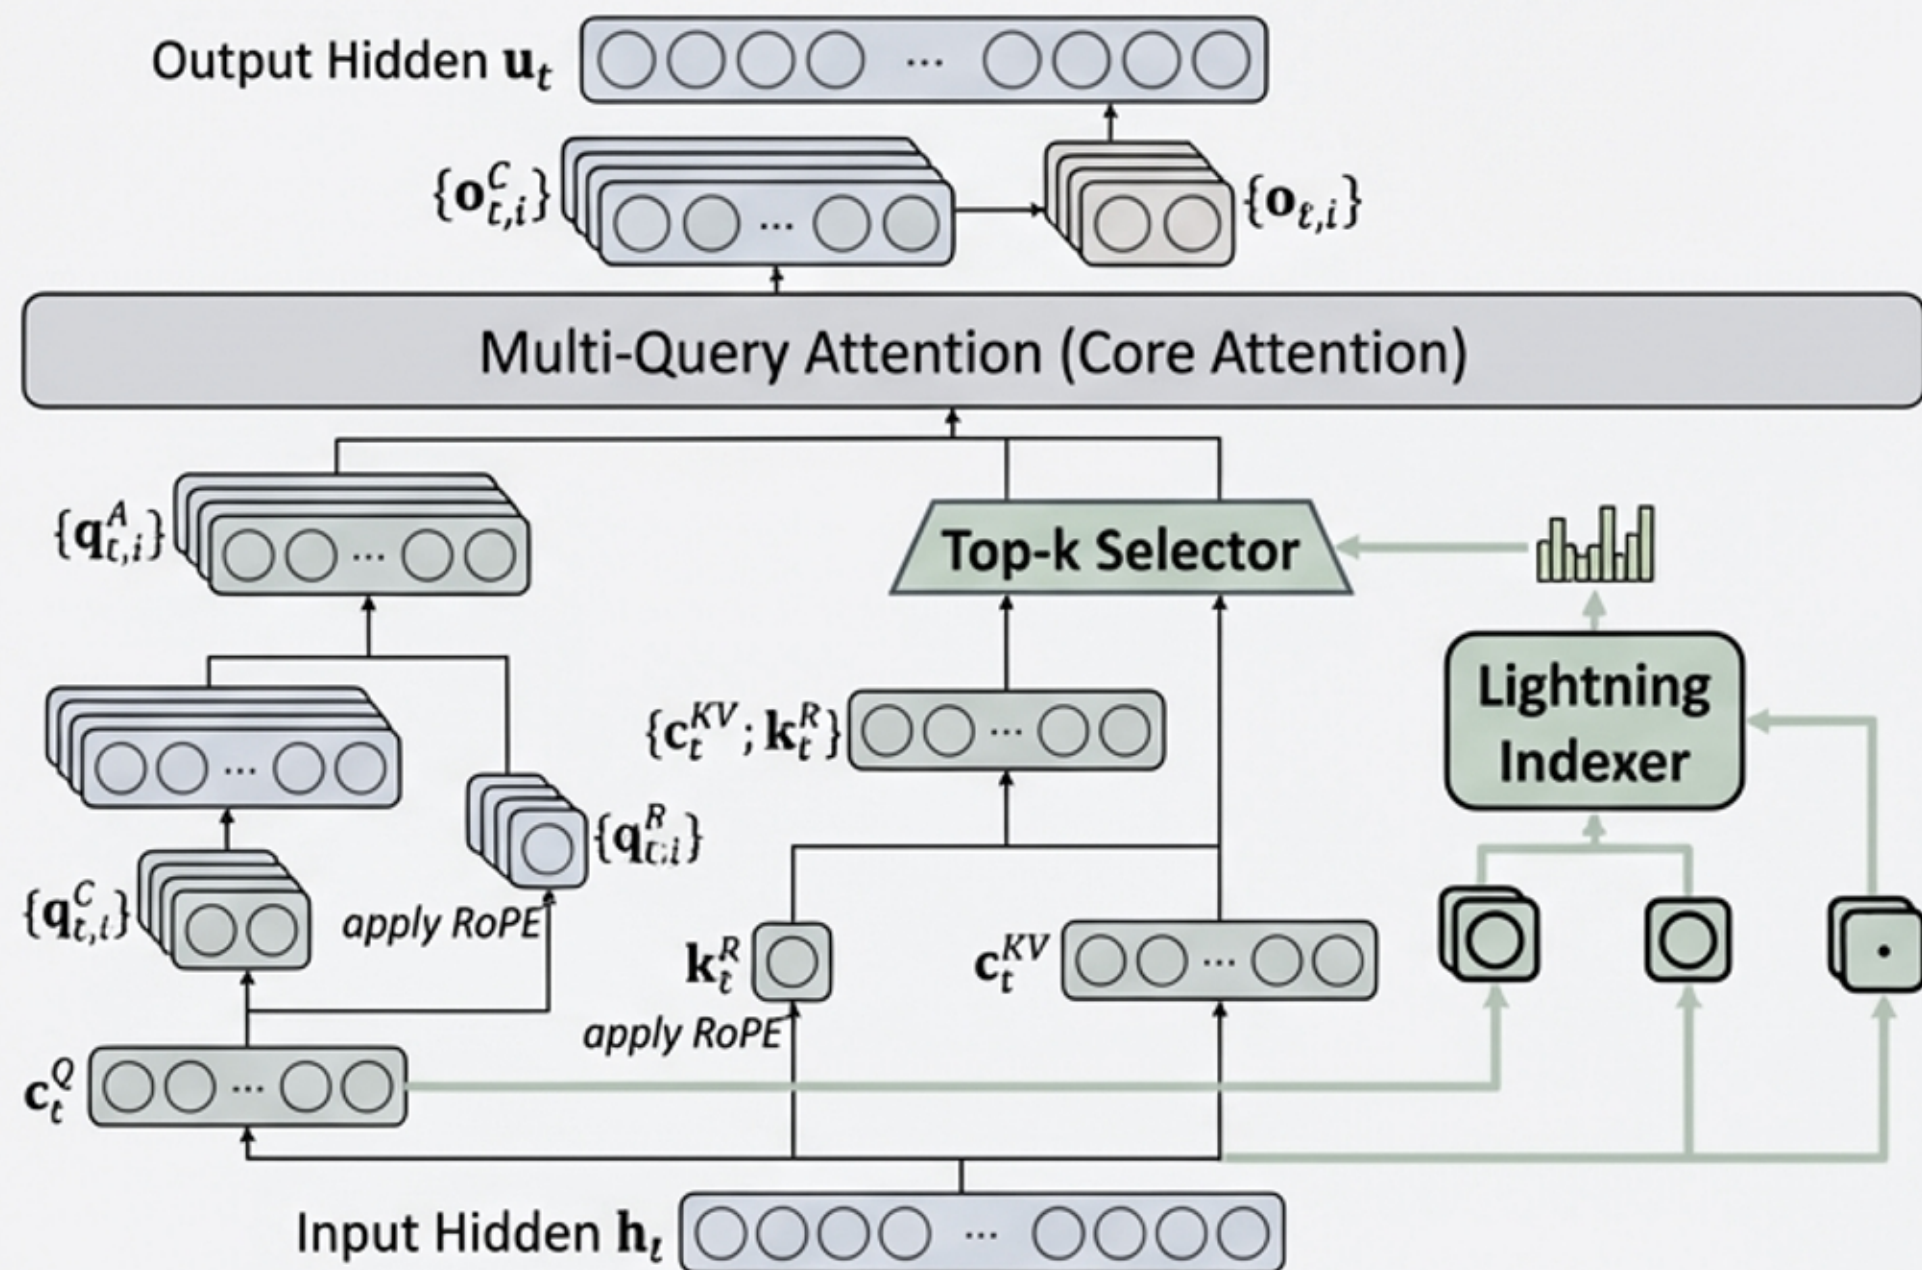 Output Hidden u_t
{o^C_{t,i}}
{o_{t,i}}
Multi-Query Attention (Core Attention)
{q^A_{t,i}}
Top-k Selector
Lightning
Indexer
{c^{KV}_t; k^R_t}
{q^R_{t,i}}
{q^C_{t,i}}
apply RoPE
k^R_t
c^{KV}_t
apply RoPE
c^Q_t
Input Hidden h_t